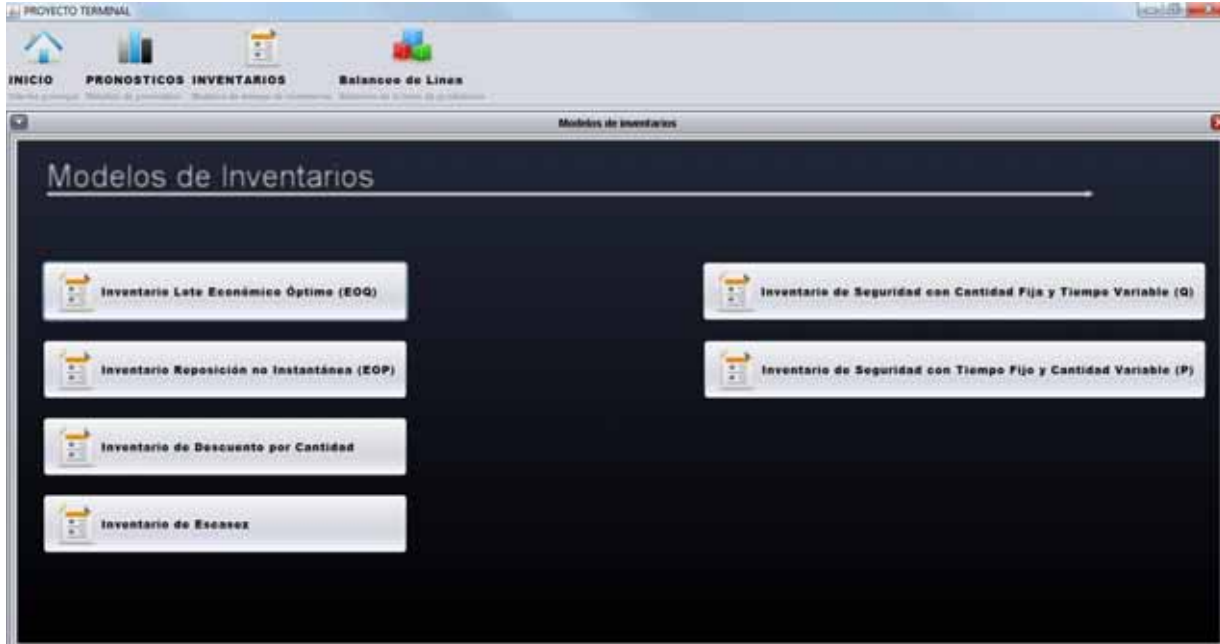 PROYECTO TERMINAL
INICIO PRONOSTICOS INVENTARIOS Balanceo de Linea
Modelos de inventarios
Modelos de Inventarios
Inventario Lote Económico Óptimo (EOQ)
Inventario de Seguridad con Cantidad Fija y Tiempo Variable (Q)
Inventario Reposición no Instantánea (EOP)
Inventario de Seguridad con Tiempo Fijo y Cantidad Variable (P)
Inventario de Descuento por Cantidad
Inventario de Escasez